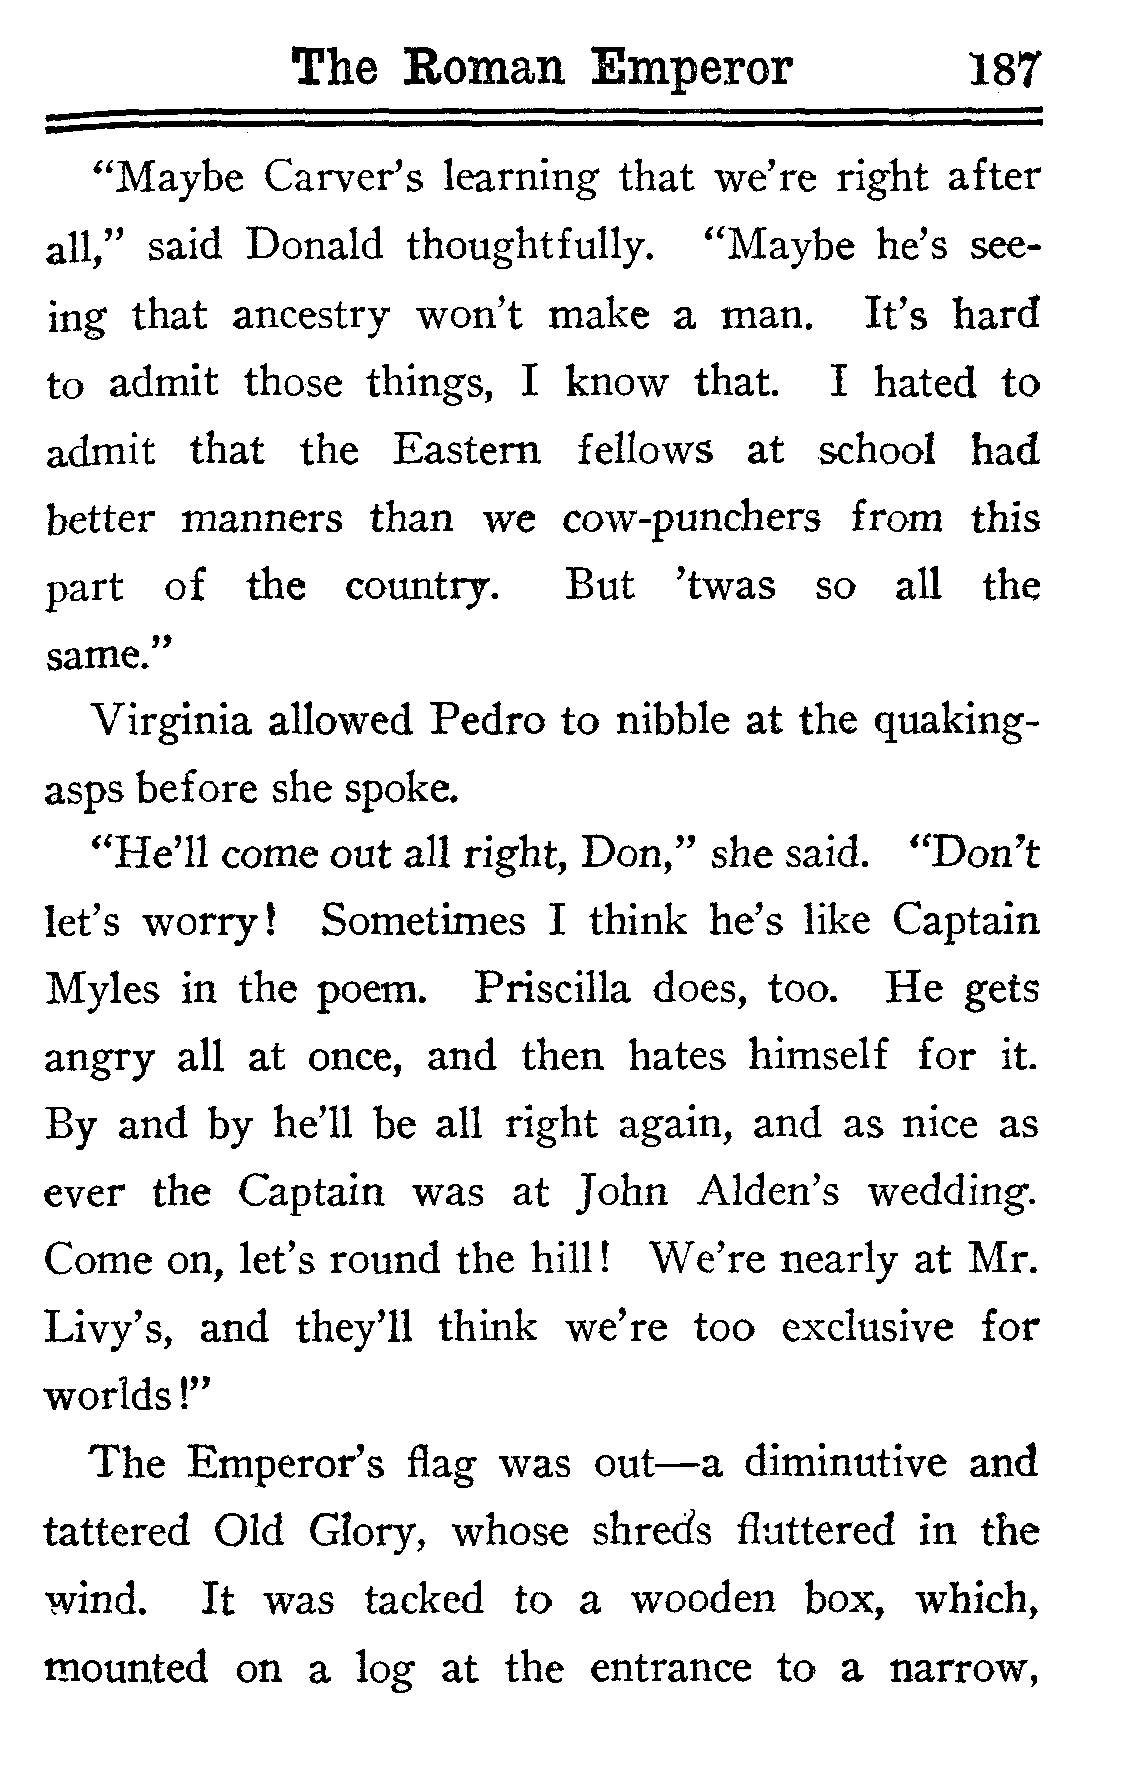 The Roman Emperor 187
“Maybe Carver’s learning that we’re right after
all,” said Donald thoughtfully. “Maybe he’s see-
ing that ancestry won’t make a man. It’s hard
to admit those things, I know that. I hated to
admit that the Eastern fellows at school had
better manners than we cow-punchers from this
part of the country. But ’twas so all the
same.”
Virginia allowed Pedro to nibble at the quaking-
asps before she spoke.
“He’ll come out all right, Don,” she said. “Don’t
let’s worry! Sometimes I think he’s like Captain
Myles in the poem. Priscilla does, too. He gets
angry all at once, and then hates himself for it.
By and by he’ll be all right again, and as nice as
ever the Captain was at John Alden’s wedding.
Come on, let’s round the hill! We’re nearly at Mr.
Livy’s, and they’ll think we’re too exclusive for
worlds!”
The Emperor’s flag was out—a diminutive and
tattered Old Glory, whose shreds fluttered in the
wind. It was tacked to a wooden box, which,
mounted on a log at the entrance to a narrow,